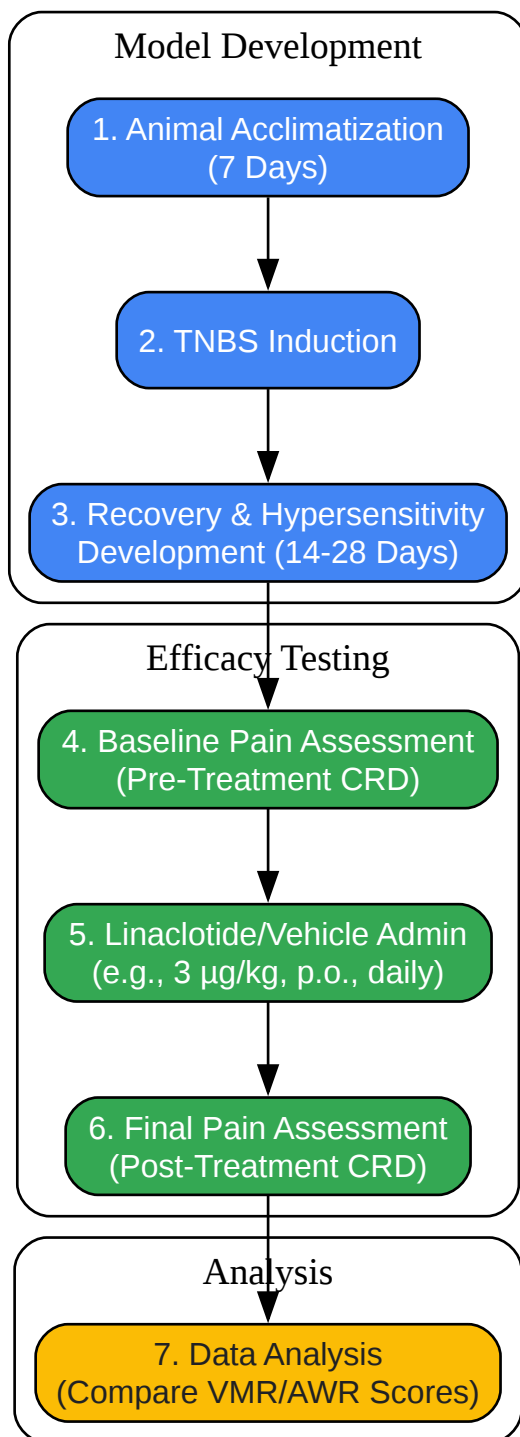 Model Development
1. Animal Acclimatization
(7 Days)
2. TNBS Induction
3. Recovery & Hypersensitivity
Development (14-28 Days)
Efficacy Testing
4. Baseline Pain Assessment
(Pre-Treatment CRD)
5. Linaclotide/Vehicle Admin
(e.g., 3 µg/kg, p.o., daily)
6. Final Pain Assessment
(Post-Treatment CRD)
Analysis
7. Data Analysis
(Compare VMR/AWR Scores)